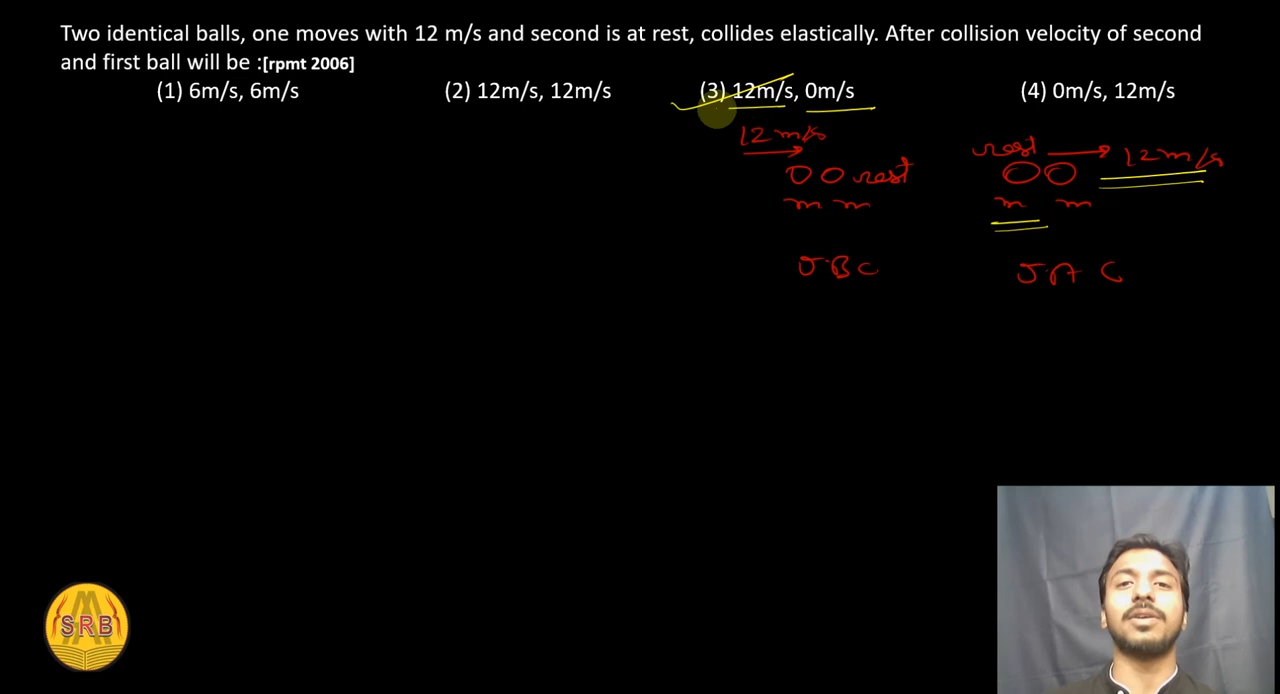 Two identical balls, one moves with 12 m/s and second is at rest, collides elastically. After collision velocity of second
and first ball will be :[rpmt 2006]
(1) 6m/s, 6m/s (2) 12m/s, 12m/s (3) 12m/s, 0m/s (4) 0m/s, 12m/s
12 m/s rest 12 m/s
rest
m m m m
J.B C J.A C
SRB